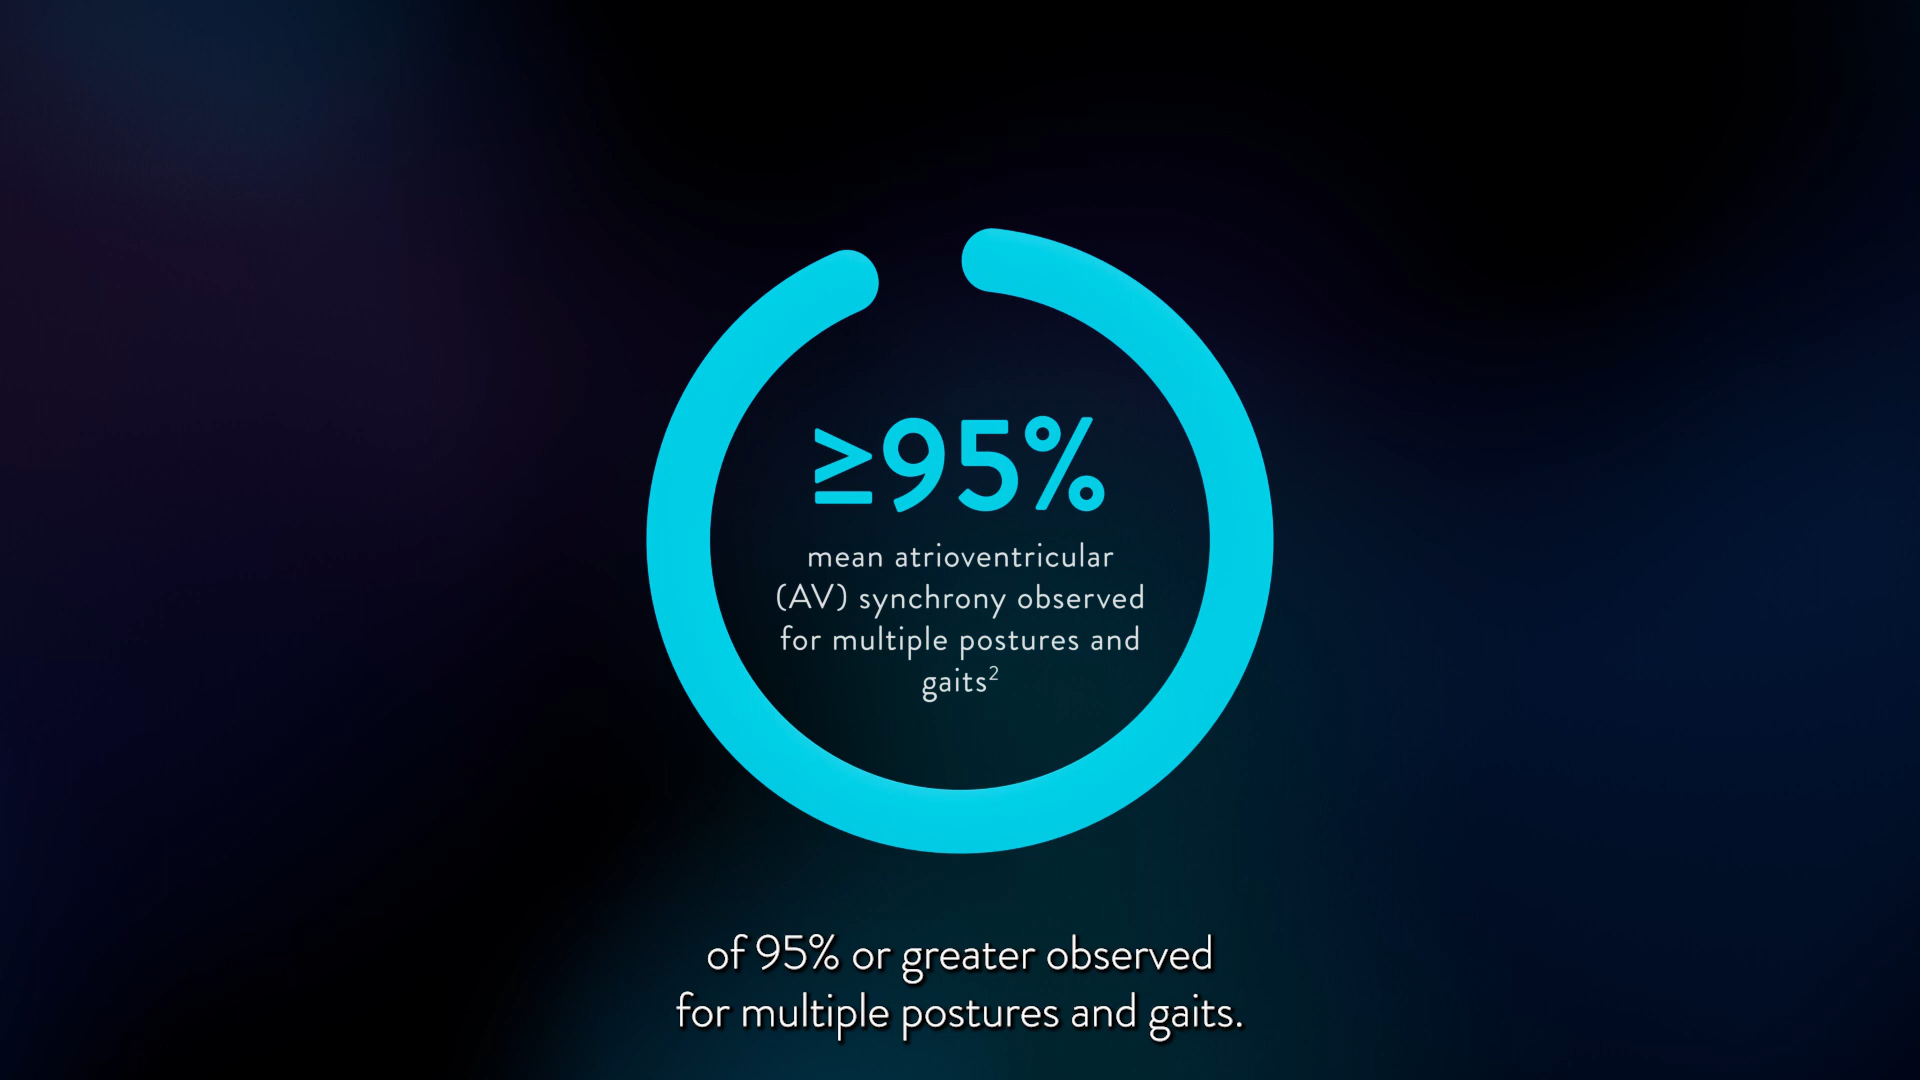 ≥95%
mean atrioventricular
(AV) synchrony observed
for multiple postures and
gaits²
of 95% or greater observed
for multiple postures and gaits.